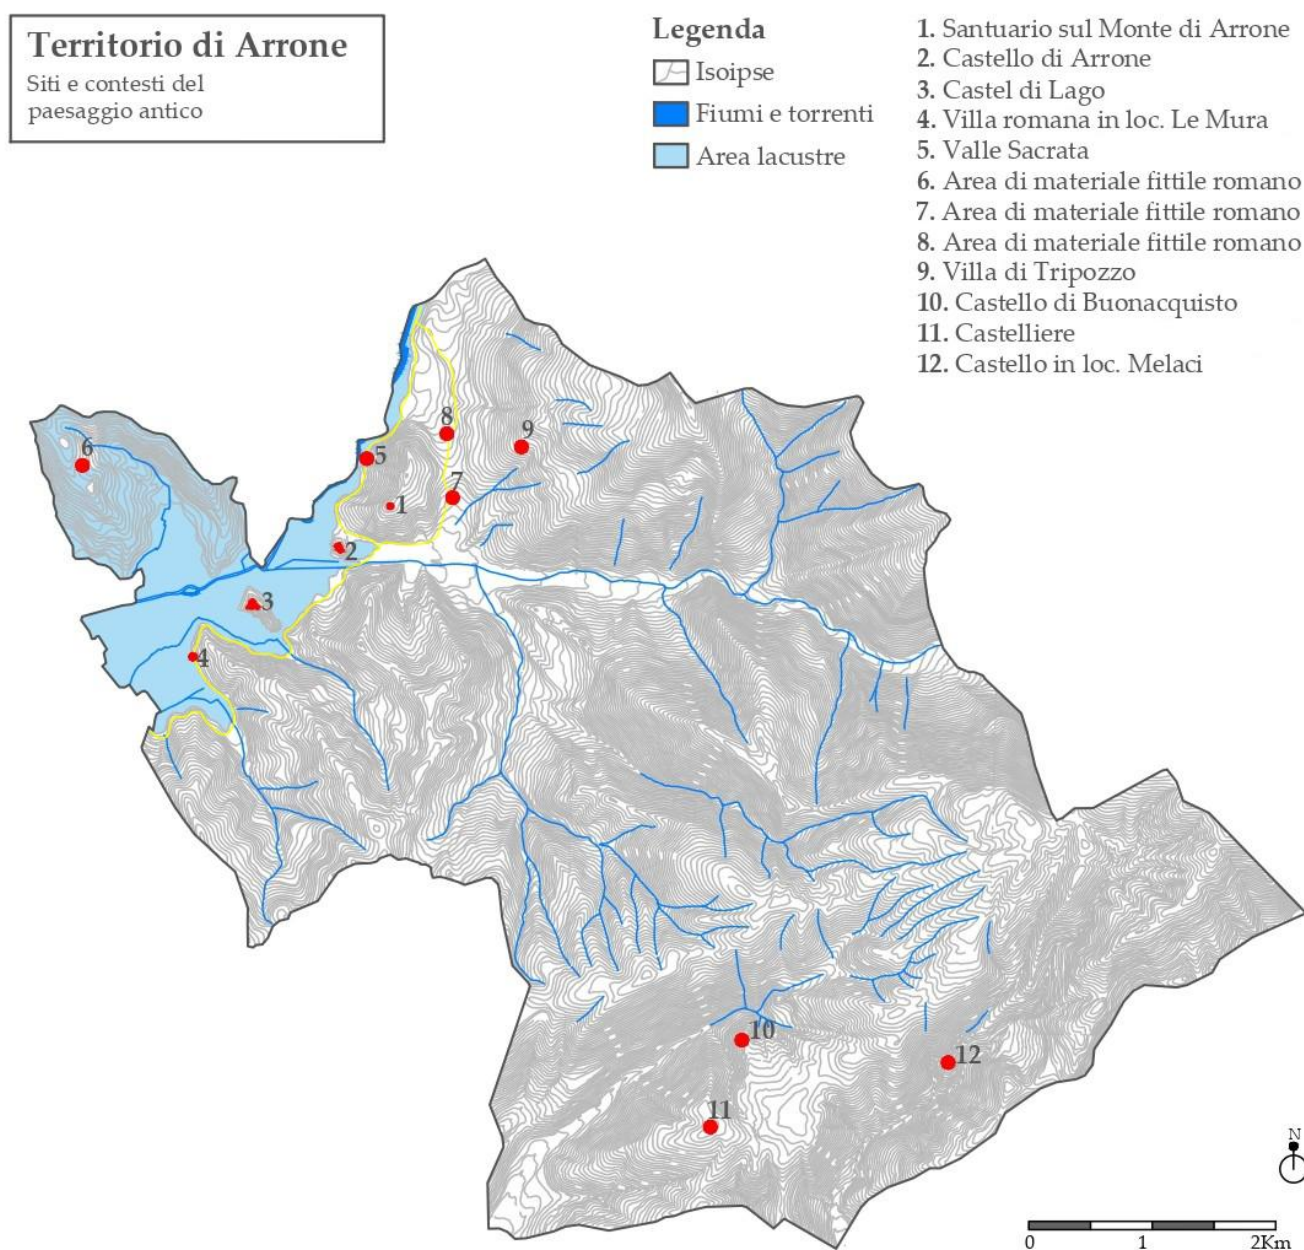 Territorio di Arrone
Siti e contesti del
paesaggio antico
Legenda
Isoipse
Fiumi e torrenti
Area lacustre
1. Santuario sul Monte di Arrone
2. Castello di Arrone
3. Castel di Lago
4. Villa romana in loc. Le Mura
5. Valle Sacrata
6. Area di materiale fittile romano
7. Area di materiale fittile romano
8. Area di materiale fittile romano
9. Villa di Tripozzo
10. Castello di Buonacquisto
11. Castelliere
12. Castello in loc. Melaci
8
9
6
5
7
1
2
3
4
10
12
11
N
0 1 2Km